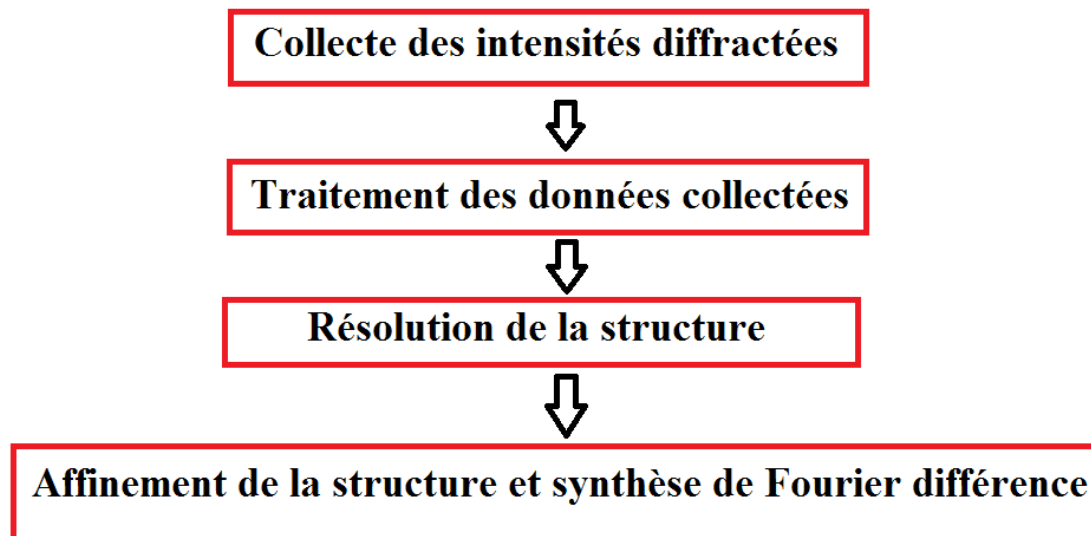 Collecte des intensités diffractées
Traitement des données collectées
Résolution de la structure
Affinement de la structure et synthèse de Fourier différence